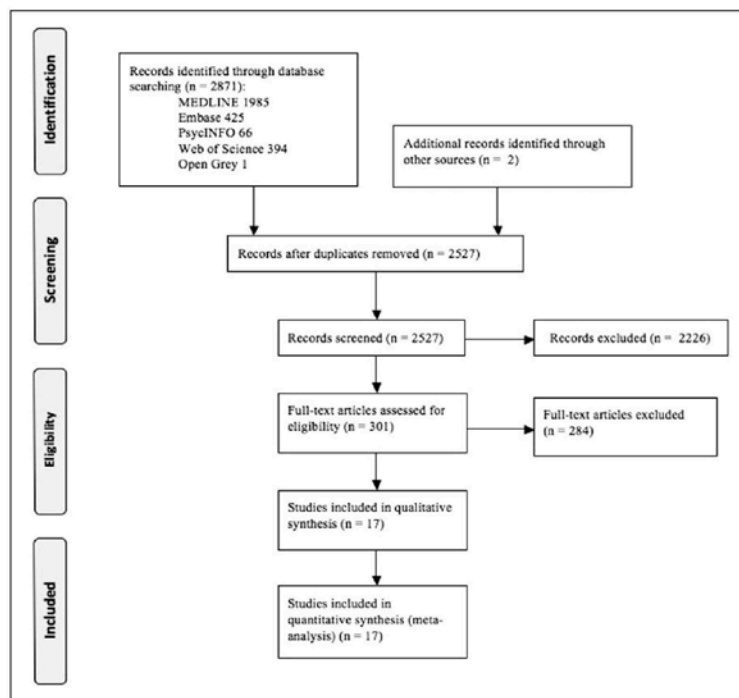 Identification
Records identified through database
searching (n = 2871):
MEDLINE 1985
Embase 425
PsycINFO 66
Web of Science 394
Open Grey 1
Additional records identified through
other sources (n = 2)
Screening
Records after duplicates removed (n = 2527)
Records screened (n = 2527)
Records excluded (n = 2226)
Eligibility
Full-text articles assessed for
eligibility (n = 301)
Full-text articles excluded
(n = 284)
Studies included in qualitative
synthesis (n = 17)
Included
Studies included in
quantitative synthesis (meta-
analysis) (n = 17)